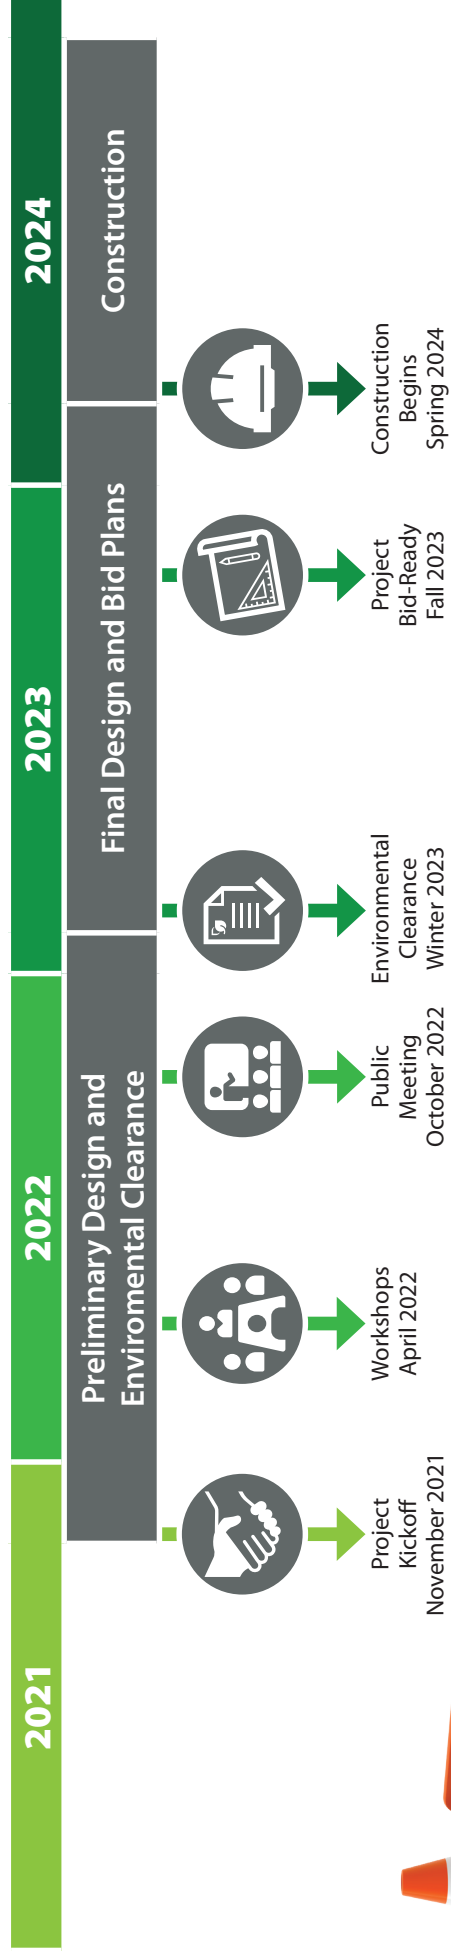 2021
2022
2023
2024
Preliminary Design and
Enviromental Clearance
Final Design and Bid Plans
Construction
Project
Kickoff
November 2021
Workshops
April 2022
Public
Meeting
October 2022
Environmental
Clearance
Winter 2023
Project
Bid-Ready
Fall 2023
Construction
Begins
Spring 2024